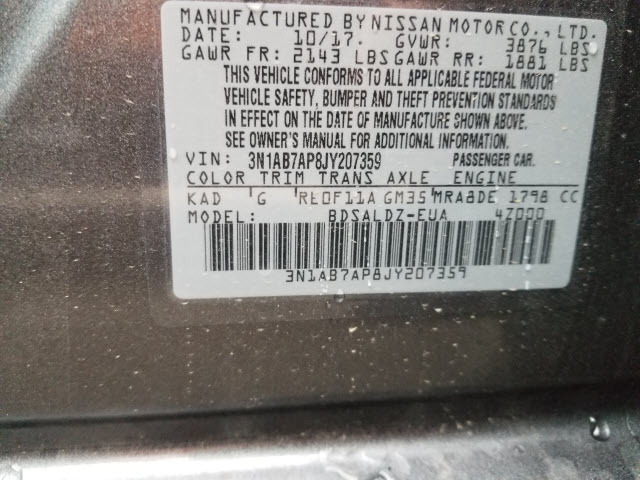 MANUFACTURED BY NISSAN MOTOR CO., LTD.
DATE: 10/17. GVWR: 3876 LBS
GAWR FR: 2143 LBS GAWR RR: 1881 LBS
THIS VEHICLE CONFORMS TO ALL APPLICABLE FEDERAL MOTOR
VEHICLE SAFETY, BUMPER AND THEFT PREVENTION STANDARDS
IN EFFECT ON THE DATE OF MANUFACTURE SHOWN ABOVE.
SEE OWNER'S MANUAL FOR ADDITIONAL INFORMATION.
VIN: 3N1AB7AP8JY207359 PASSENGER CAR.
COLOR TRIM TRANS AXLE ENGINE
KAD G RE0F11A GM35 MRA8DE 1798 CC
MODEL: BDSALDZ-EUA 4Z000
3N1AB7AP8JY207359